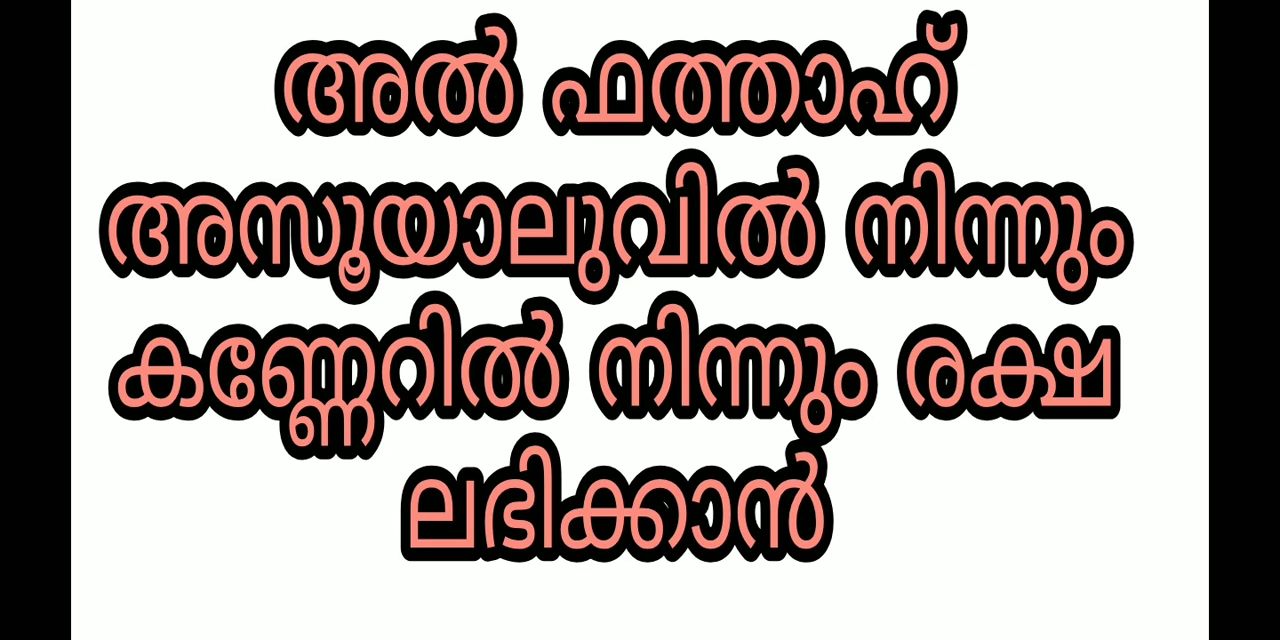 അൽ ഫത്താഹ്
അസൂയാലുവിൽ നിന്നും
കണ്ണേറിൽ നിന്നും രക്ഷ
ലഭിക്കാൻ